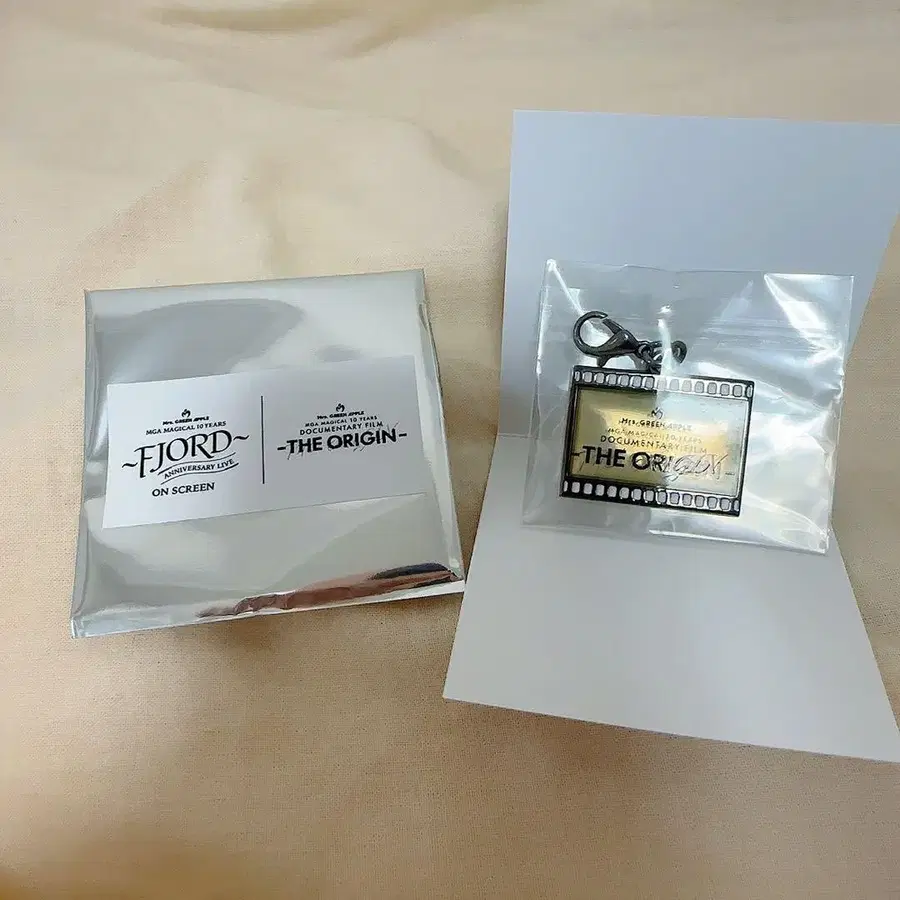 Mrs. GREEN APPLE
MGA MAGICAL 10 YEARS
~FJORD~
ANNIVERSARY LIVE
ON SCREEN
Mrs. GREEN APPLE
MGA MAGICAL 10 YEARS
DOCUMENTARY FILM
-THE ORIGIN-
Mrs. GREEN APPLE
MGA MAGICAL 10 YEARS
DOCUMENTARY FILM
-THE ORIGIN-